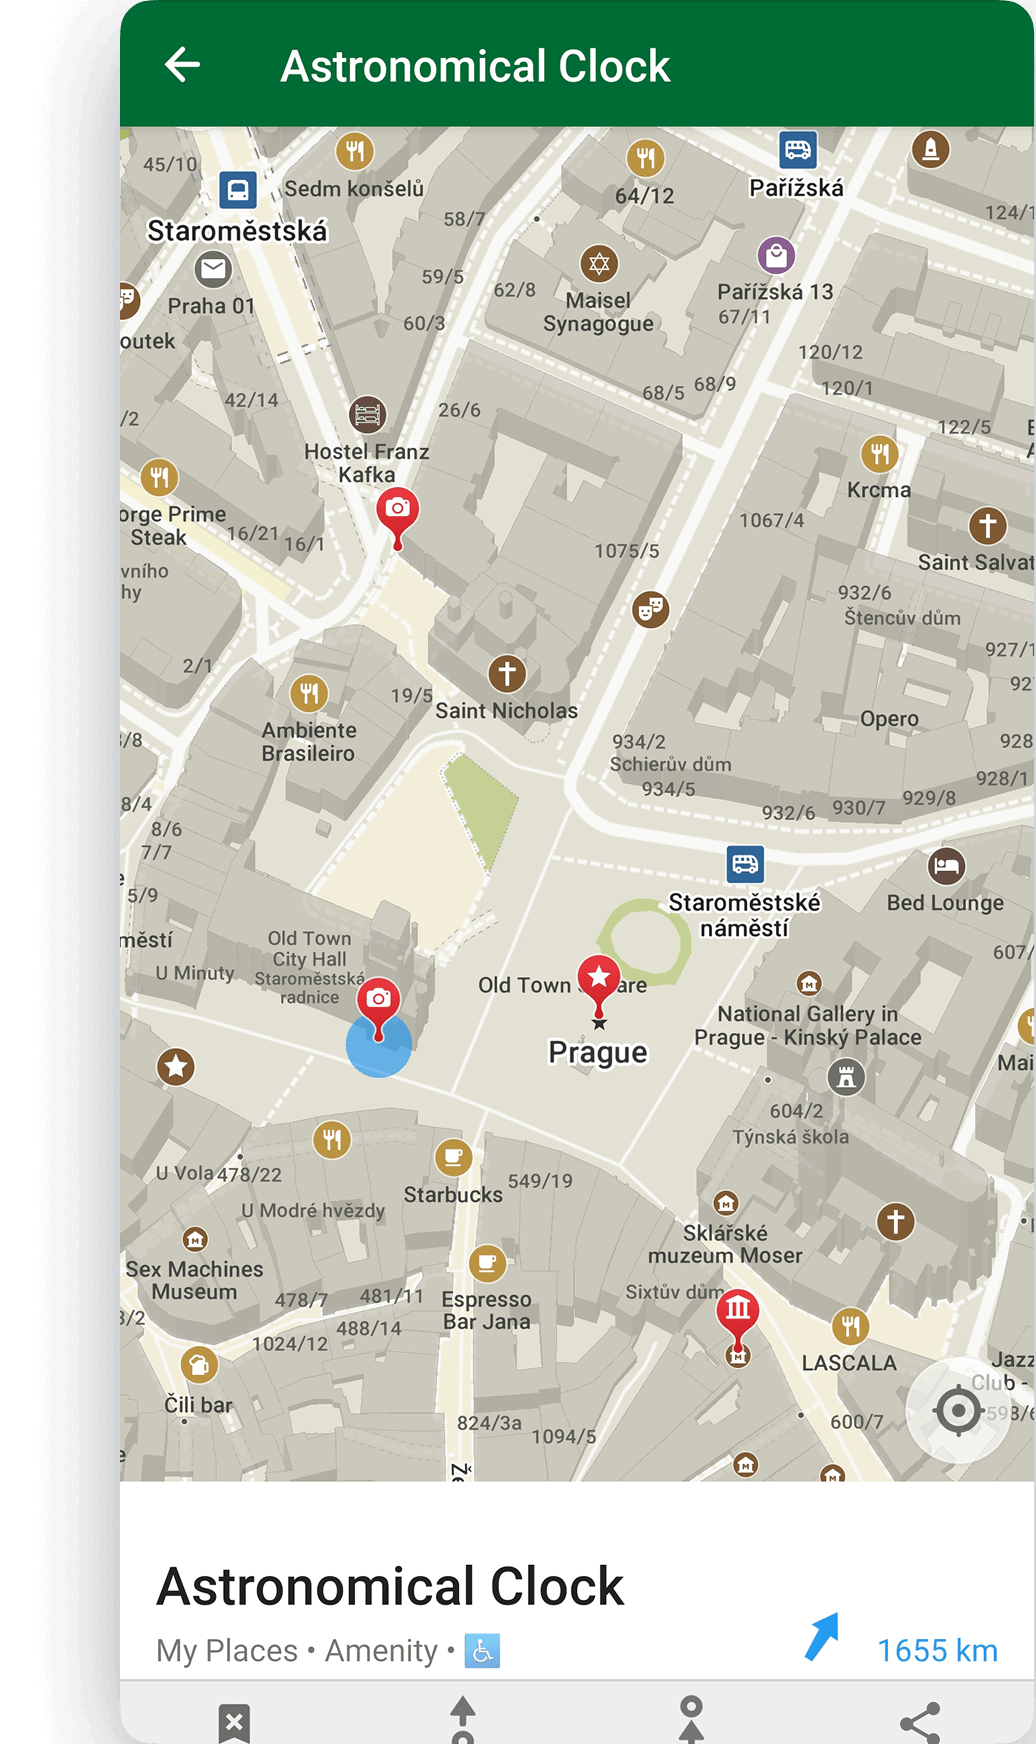 Astronomical Clock
45/10
Sedm konšelů
64/12
Pařížská
Staroměstská
58/7
124/1
Praha 01
59/5
62/8
Maisel
Synagogue
Pařížská 13
67/11
60/3
outek
120/12
68/5
68/9
120/1
42/14
26/6
/2
122/5
Hostel Franz
Kafka
Krcma
orge Prime
Steak
16/21
16/1
1067/4
1075/5
Saint Salvat
vního
hy
932/6
Štencův dům
927/1
92
2/1
19/5
Saint Nicholas
Opero
Ambiente
Brasileiro
3/8
934/2
Schierův dům
934/5
928
928/1
929/8
930/7
932/6
8/4
8/6
7/7
5/9
Staroměstské
náměstí
Bed Lounge
městí
Old Town
City Hall
Staroměstská
radnice
U Minuty
607/
Old Town are
National Gallery in
Prague - Kinský Palace
Prague
Mai
604/2
Týnská škola
U Vola
478/22
Starbucks
549/19
U Modré hvězdy
Sklářské
muzeum Moser
Sex Machines
Museum
Sixtův dům
478/7
481/11
Espresso
Bar Jana
3/2
488/14
1024/12
LASCALA
Jazz
Club -
Čili bar
598/6
824/3a
1094/5
600/7
Že
Astronomical Clock
My Places • Amenity •
1655 km